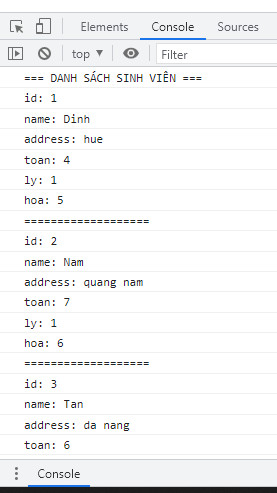 Elements Console
top Filter
=== DANH SÁCH SINH VIÊN ===
id: 1
name: Dinh
address: hue
toan: 4
ly: 1
hoa: 5
===================
id: 2
name: Nam
address: quang nam
toan: 7
ly: 1
hoa: 6
===================
id: 3
name: Tan
address: da nang
toan: 6
Console